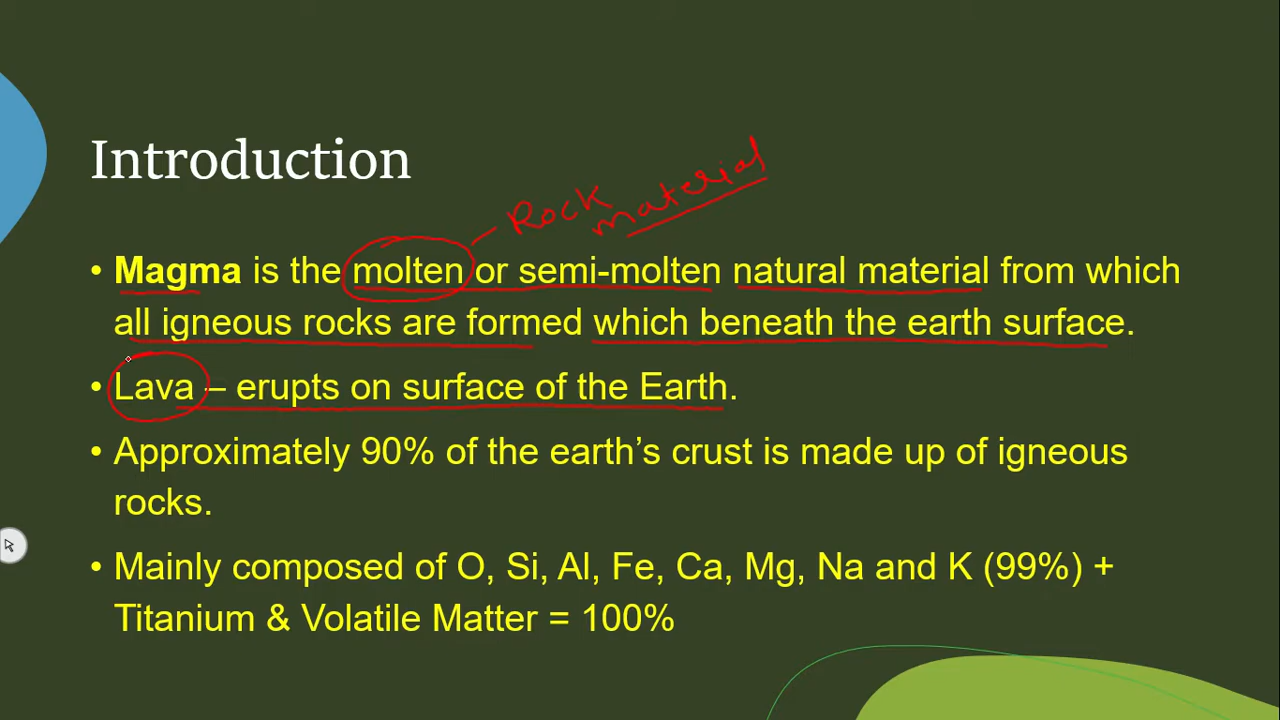 Introduction
Rock
material
• Magma is the molten or semi-molten natural material from which
all igneous rocks are formed which beneath the earth surface.
• Lava – erupts on surface of the Earth.
• Approximately 90% of the earth's crust is made up of igneous
rocks.
• Mainly composed of O, Si, Al, Fe, Ca, Mg, Na and K (99%) +
Titanium & Volatile Matter = 100%